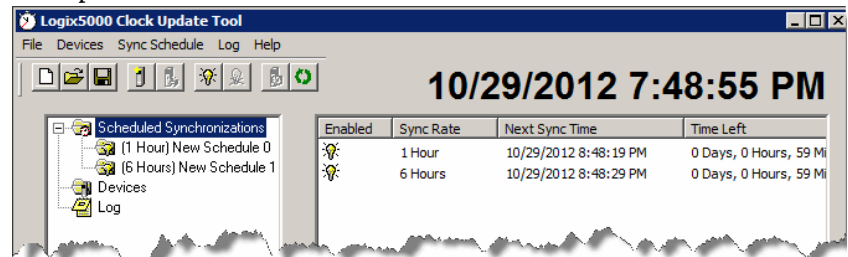 Logix5000 Clock Update Tool
File Devices Sync Schedule Log Help
10/29/2012 7:48:55 PM
Scheduled Synchronizations
(1 Hour) New Schedule 0
(6 Hours) New Schedule 1
Devices
Log
Enabled Sync Rate Next Sync Time Time Left
1 Hour 10/29/2012 8:48:19 PM 0 Days, 0 Hours, 59 Mi
6 Hours 10/29/2012 8:48:29 PM 0 Days, 0 Hours, 59 Mi